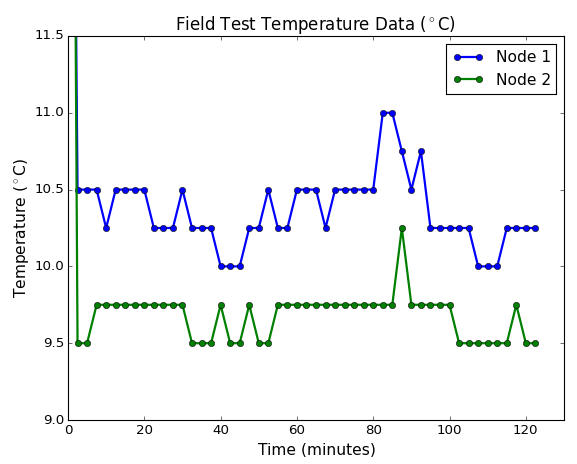 Field Test Temperature Data (°C)
11.5
11.0
10.5
10.0
9.5
9.0
Temperature (°C)
Node 1
Node 2
0 20 40 60 80 100 120
Time (minutes)